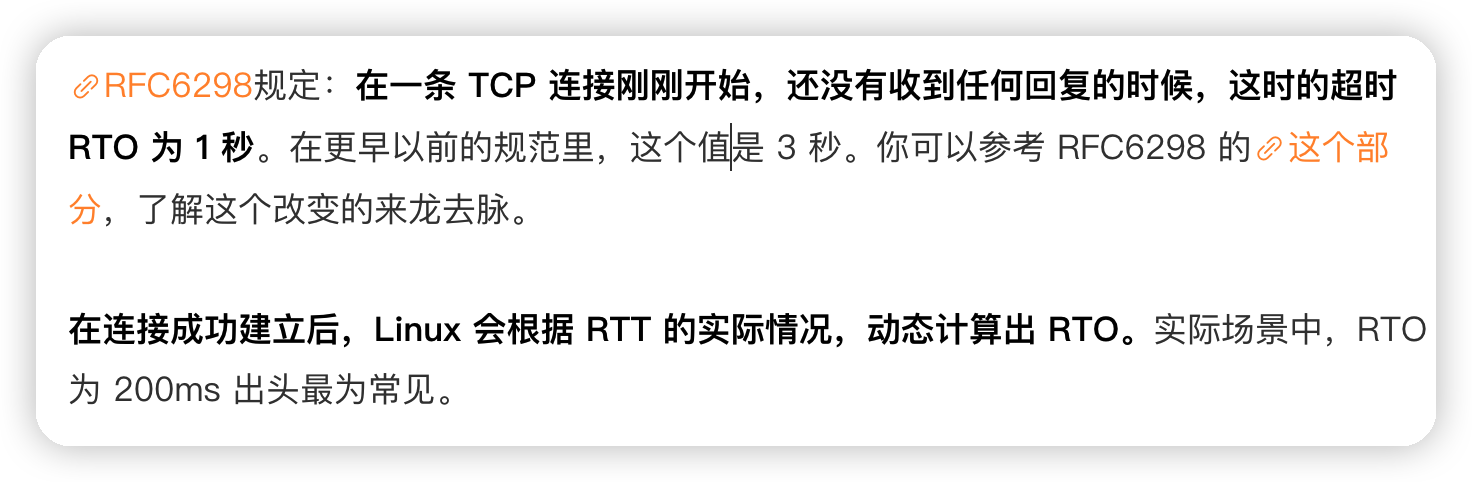 RFC6298规定：在一条 TCP 连接刚刚开始，还没有收到任何回复的时候，这时的超时
RTO 为 1 秒。在更早以前的规范里，这个值是 3 秒。你可以参考 RFC6298 的这个部
分，了解这个改变的来龙去脉。
在连接成功建立后，Linux 会根据 RTT 的实际情况，动态计算出 RTO。实际场景中，RTO
为 200ms 出头最为常见。